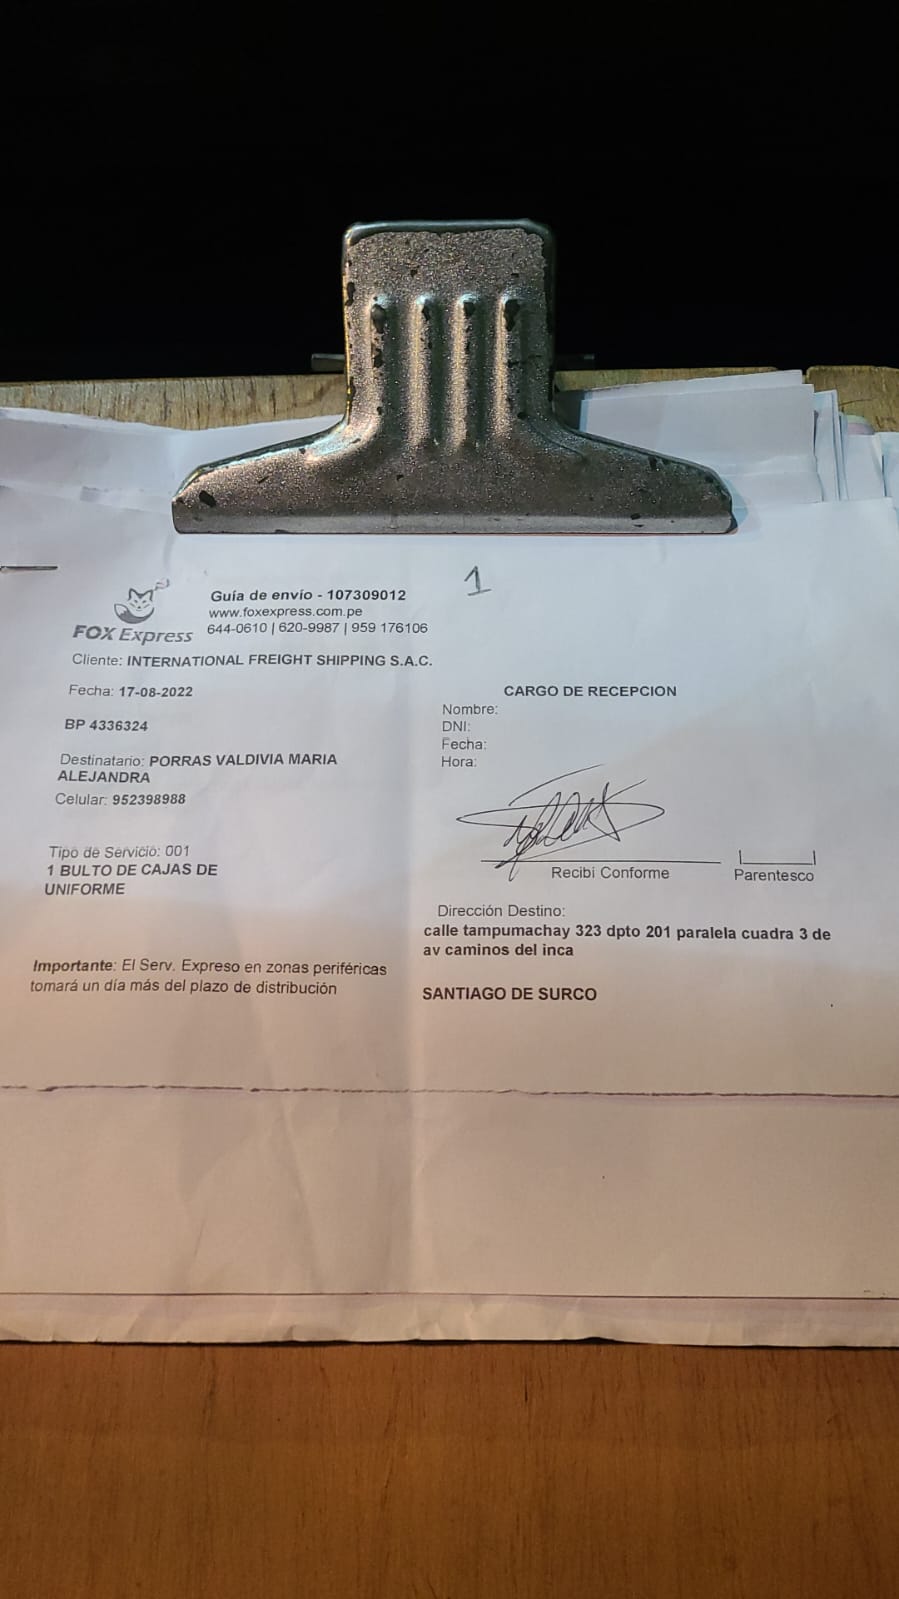 1
FOX Express
Guía de envío - 107309012
www.foxexpress.com.pe
644-0610 | 620-9987 | 959 176106
Cliente: INTERNATIONAL FREIGHT SHIPPING S.A.C.
Fecha: 17-08-2022
BP 4336324
Destinatario: PORRAS VALDIVIA MARIA
ALEJANDRA
Celular: 952398988
Tipo de Servicio: 001
1 BULTO DE CAJAS DE
UNIFORME
Importante: El Serv. Expreso en zonas periféricas
tomará un día más del plazo de distribución
CARGO DE RECEPCION
Nombre:
DNI:
Fecha:
Hora:
Recibi Conforme
Parentesco
Dirección Destino:
calle tampumachay 323 dpto 201 paralela cuadra 3 de
av caminos del inca
SANTIAGO DE SURCO